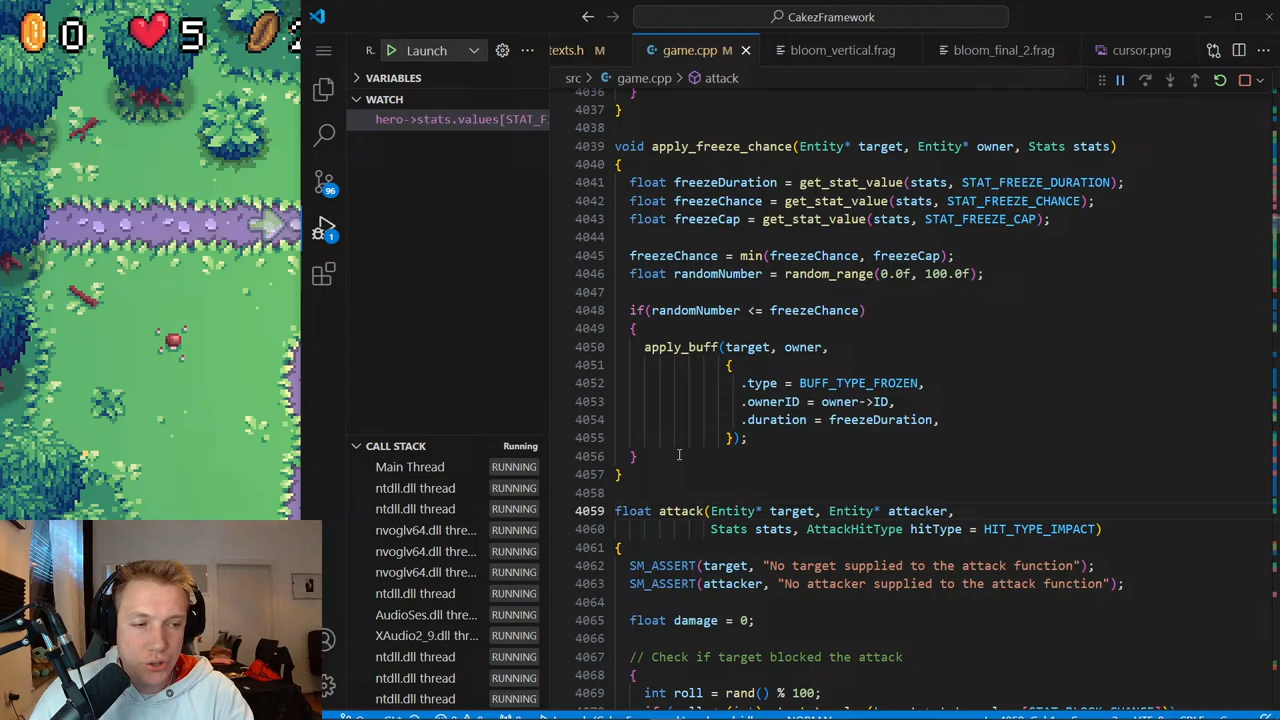 0 5
CakezFramework
R. Launch
texts.h M
game.cpp M
bloom_vertical.frag
bloom_final_2.frag
cursor.png
src > game.cpp > attack
VARIABLES
WATCH
hero->stats.values[STAT_F
CALL STACK Running
Main Thread RUNNING
ntdll.dll thread RUNNING
ntdll.dll thread RUNNING
nvoglv64.dll thre... RUNNING
nvoglv64.dll thre... RUNNING
nvoglv64.dll thre... RUNNING
ntdll.dll thread RUNNING
AudioSes.dll thr... RUNNING
XAudio2_9.dll thr... RUNNING
ntdll.dll thread RUNNING
ntdll.dll thread RUNNING
ntdll.dll thread RUNNING
96
1
4036 }
4037 }
4038
4039 void apply_freeze_chance(Entity* target, Entity* owner, Stats stats)
4040 {
4041 float freezeDuration = get_stat_value(stats, STAT_FREEZE_DURATION);
4042 float freezeChance = get_stat_value(stats, STAT_FREEZE_CHANCE);
4043 float freezeCap = get_stat_value(stats, STAT_FREEZE_CAP);
4044
4045 freezeChance = min(freezeChance, freezeCap);
4046 float randomNumber = random_range(0.0f, 100.0f);
4047
4048 if(randomNumber <= freezeChance)
4049 {
4050 apply_buff(target, owner,
4051 {
4052 .type = BUFF_TYPE_FROZEN,
4053 .ownerID = owner->ID,
4054 .duration = freezeDuration,
4055 });
4056 }
4057 }
4058
4059 float attack(Entity* target, Entity* attacker,
4060 Stats stats, AttackHitType hitType = HIT_TYPE_IMPACT)
4061 {
4062 SM_ASSERT(target, "No target supplied to the attack function");
4063 SM_ASSERT(attacker, "No attacker supplied to the attack function");
4064
4065 float damage = 0;
4066
4067 // Check if target blocked the attack
4068 {
4069 int roll = rand() % 100;